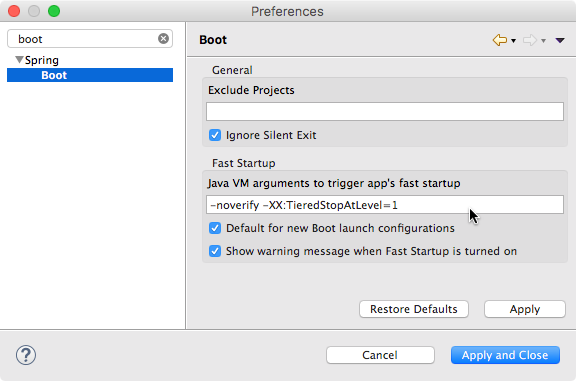 Preferences
boot
Spring
Boot
Boot
General
Exclude Projects
Ignore Silent Exit
Fast Startup
Java VM arguments to trigger app's fast startup
-noverify -XX:TieredStopAtLevel=1
Default for new Boot launch configurations
Show warning message when Fast Startup is turned on
Restore Defaults
Apply
?
Cancel
Apply and Close